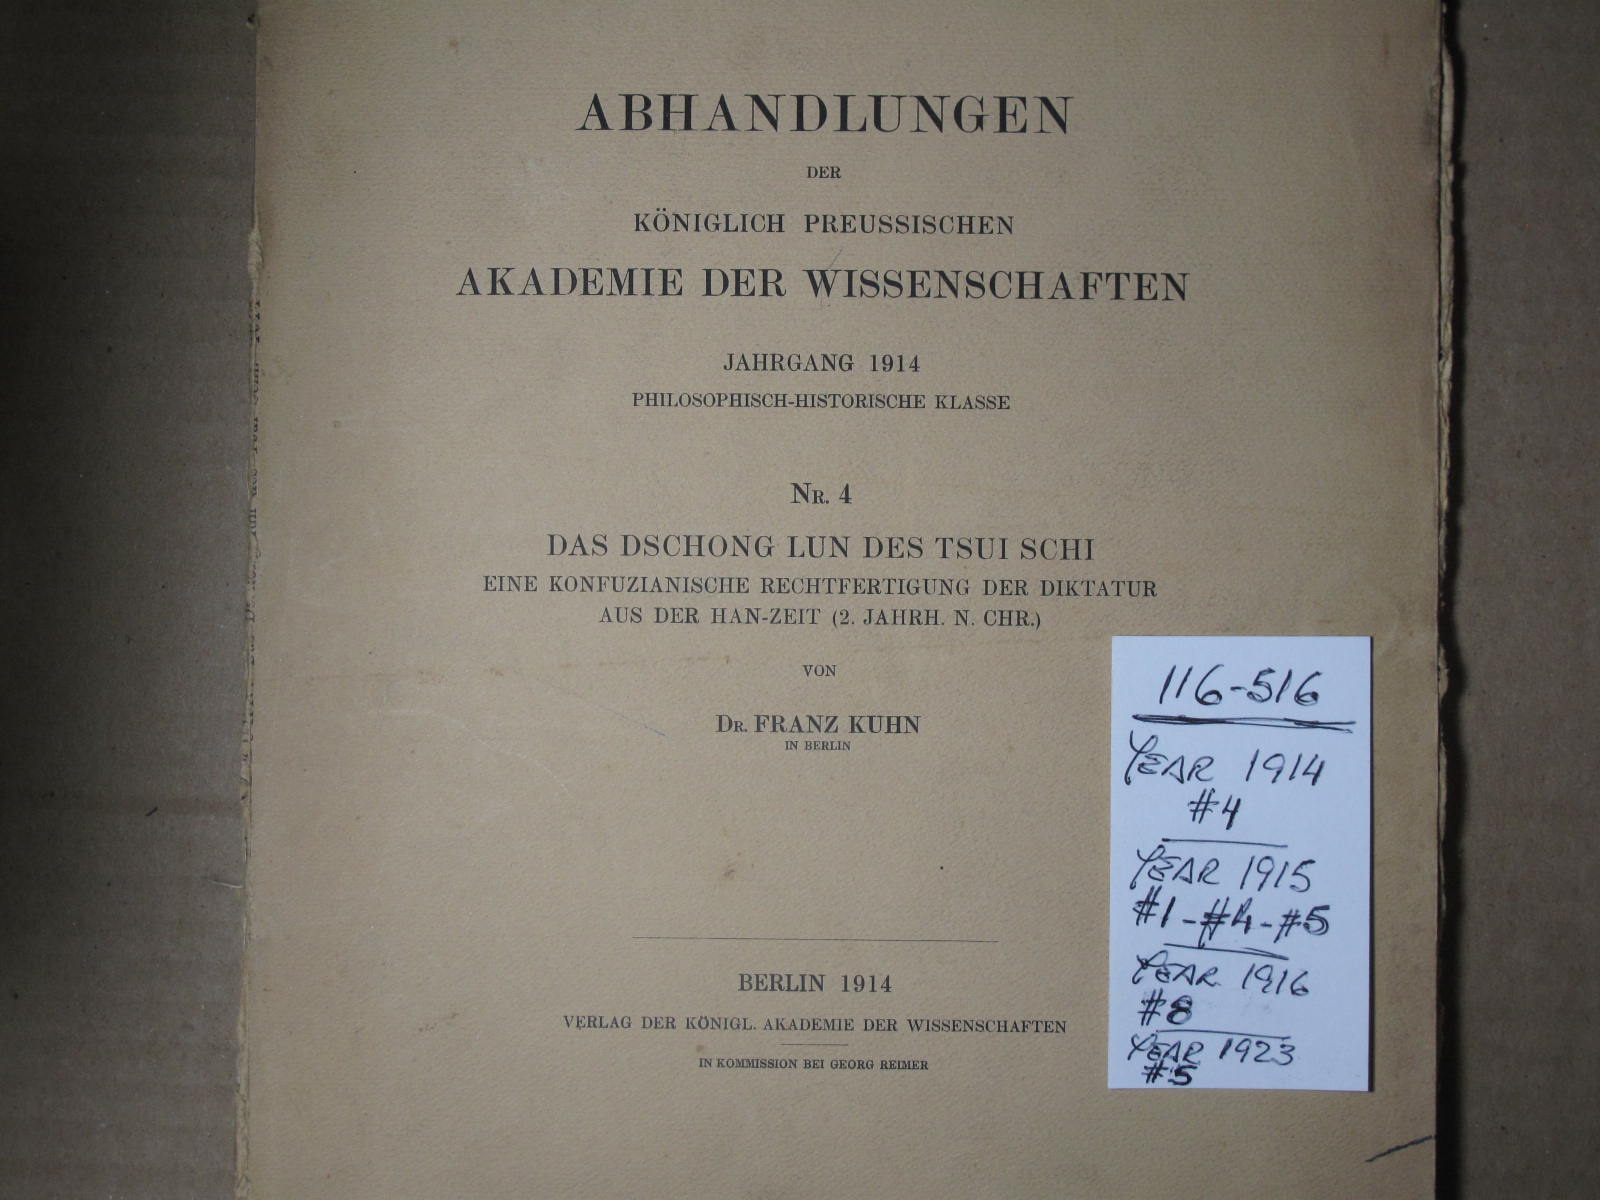 ABHANDLUNGEN
DER
KÖNIGLICH PREUSSISCHEN
AKADEMIE DER WISSENSCHAFTEN
JAHRGANG 1914
PHILOSOPHISCH-HISTORISCHE KLASSE
Nr. 4
DAS DSCHONG LUN DES TSUI SCHI
EINE KONFUZIANISCHE RECHTFERTIGUNG DER DIKTATUR
AUS DER HAN-ZEIT (2. JAHRH. N. CHR.)
VON
Dr. FRANZ KUHN
IN BERLIN
BERLIN 1914
VERLAG DER KÖNIGL. AKADEMIE DER WISSENSCHAFTEN
IN KOMMISSION BEI GEORG REIMER
116-516
YEAR 1914
#4
YEAR 1915
#1-#4-#5
YEAR 1916
#8
YEAR 1923
#5